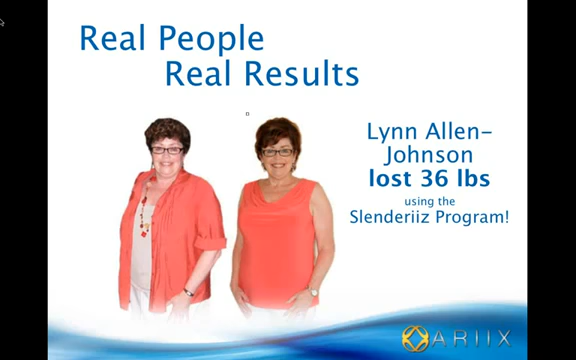 Real People
Real Results
Lynn Allen-
Johnson
lost 36 lbs
using the
Slenderiiz Program!
ARIIX